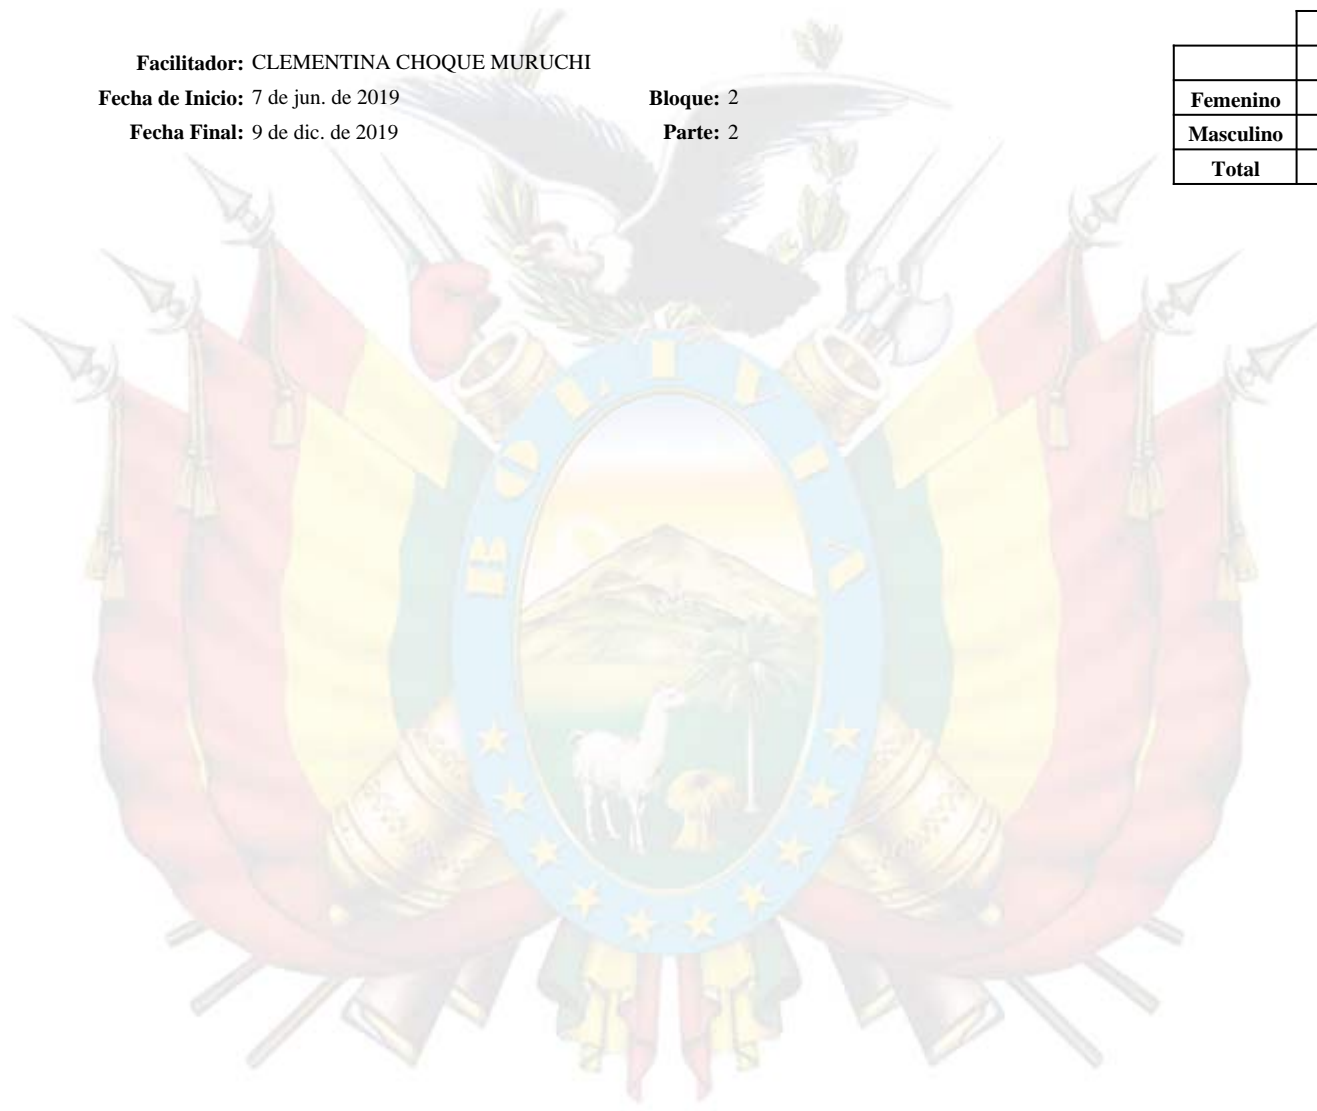 Facilitador: CLEMENTINA CHOQUE MURUCHI
Fecha de Inicio: 7 de jun. de 2019 Bloque: 2
Fecha Final: 9 de dic. de 2019 Parte: 2
Femenino
Masculino
Total
BOLIVIA